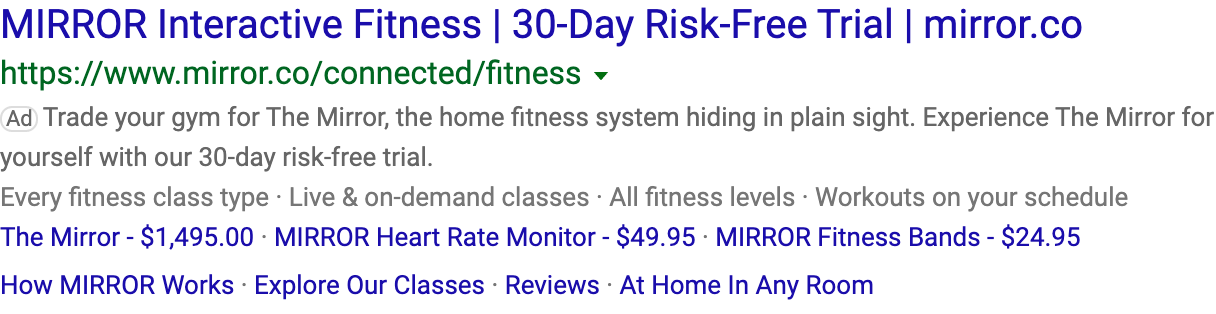 MIRROR Interactive Fitness | 30-Day Risk-Free Trial | mirror.co
https://www.mirror.co/connected/fitness
Ad Trade your gym for The Mirror, the home fitness system hiding in plain sight. Experience The Mirror for
yourself with our 30-day risk-free trial.
Every fitness class type · Live & on-demand classes · All fitness levels · Workouts on your schedule
The Mirror - $1,495.00 · MIRROR Heart Rate Monitor - $49.95 · MIRROR Fitness Bands - $24.95
How MIRROR Works · Explore Our Classes · Reviews · At Home In Any Room